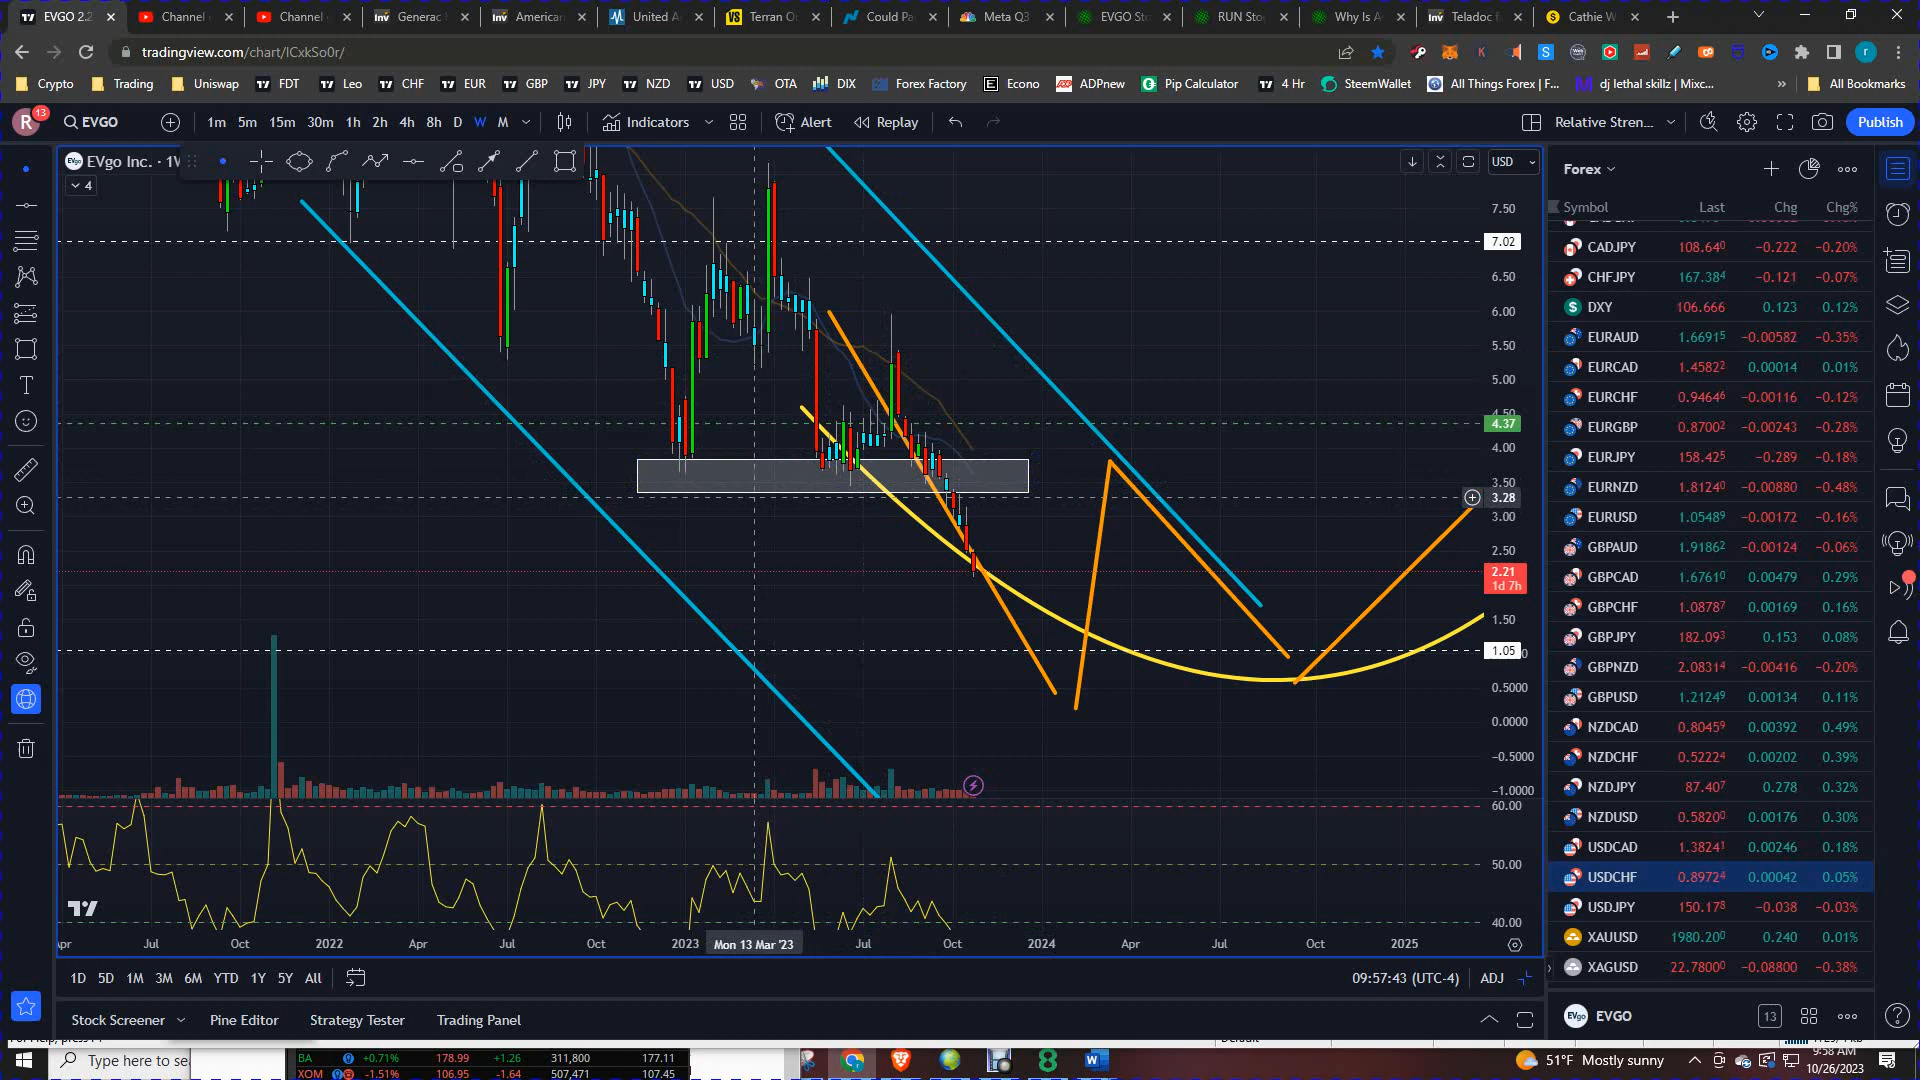 EVGO 2.2
Channel
Channel
Generac
American
United A
Terran O
Could Pa
Meta Q3
EVGO Sto
RUN Sto
Why Is A
Teladoc
Cathie W
tradingview.com/chart/lCxkSo0r/
Crypto
Trading
Uniswap
FDT
Leo
CHF
EUR
GBP
JPY
NZD
USD
OTA
DIX
Forex Factory
Econo
ADPnew
Pip Calculator
4 Hr
SteemWallet
All Things Forex | F...
dj lethal skillz | Mixc...
All Bookmarks
R
13
EVGO
1m 5m 15m 30m 1h 2h 4h 8h D W M
Indicators
Alert
Replay
Relative Stren...
Publish
EVgo Inc. · 1W
4
USD
7.50
7.02
6.50
6.00
5.50
5.00
4.50
4.37
4.00
3.50
3.28
3.00
2.50
2.21
1d 7h
1.50
1.05
0.5000
0.0000
−0.5000
−1.0000
60.00
50.00
40.00
Apr Jul Oct 2022 Apr Jul Oct 2023 Mon 13 Mar '23 Jul Oct 2024 Apr Jul Oct 2025
1D 5D 1M 3M 6M YTD 1Y 5Y All
09:57:43 (UTC-4)
ADJ
Stock Screener
Pine Editor
Strategy Tester
Trading Panel
Forex
Symbol Last Chg Chg%
CADJPY 108.640 −0.222 −0.20%
CHFJPY 167.384 −0.121 −0.07%
DXY 106.666 0.123 0.12%
EURAUD 1.66915 −0.00582 −0.35%
EURCAD 1.45822 0.00014 0.01%
EURCHF 0.94646 −0.00116 −0.12%
EURGBP 0.87002 −0.00243 −0.28%
EURJPY 158.425 −0.289 −0.18%
EURNZD 1.81240 −0.00880 −0.48%
EURUSD 1.05489 −0.00172 −0.16%
GBPAUD 1.91862 −0.00124 −0.06%
GBPCAD 1.67610 0.00479 0.29%
GBPCHF 1.08787 0.00169 0.16%
GBPJPY 182.093 0.153 0.08%
GBPNZD 2.08314 −0.00416 −0.20%
GBPUSD 1.21249 0.00134 0.11%
NZDCAD 0.80459 0.00392 0.49%
NZDCHF 0.52224 0.00202 0.39%
NZDJPY 87.407 0.278 0.32%
NZDUSD 0.58200 0.00176 0.30%
USDCAD 1.38241 0.00246 0.18%
USDCHF 0.89724 0.00042 0.05%
USDJPY 150.178 −0.038 −0.03%
XAUUSD 1980.200 0.240 0.01%
XAGUSD 22.7800 −0.08800 −0.38%
EVGO
13
Type here to sea
BA +0.71% 178.99 +1.26 311,800 177.11
XOM −1.51% 106.95 −1.64 507,471 107.45
51°F Mostly sunny
9:58 AM
10/26/2023